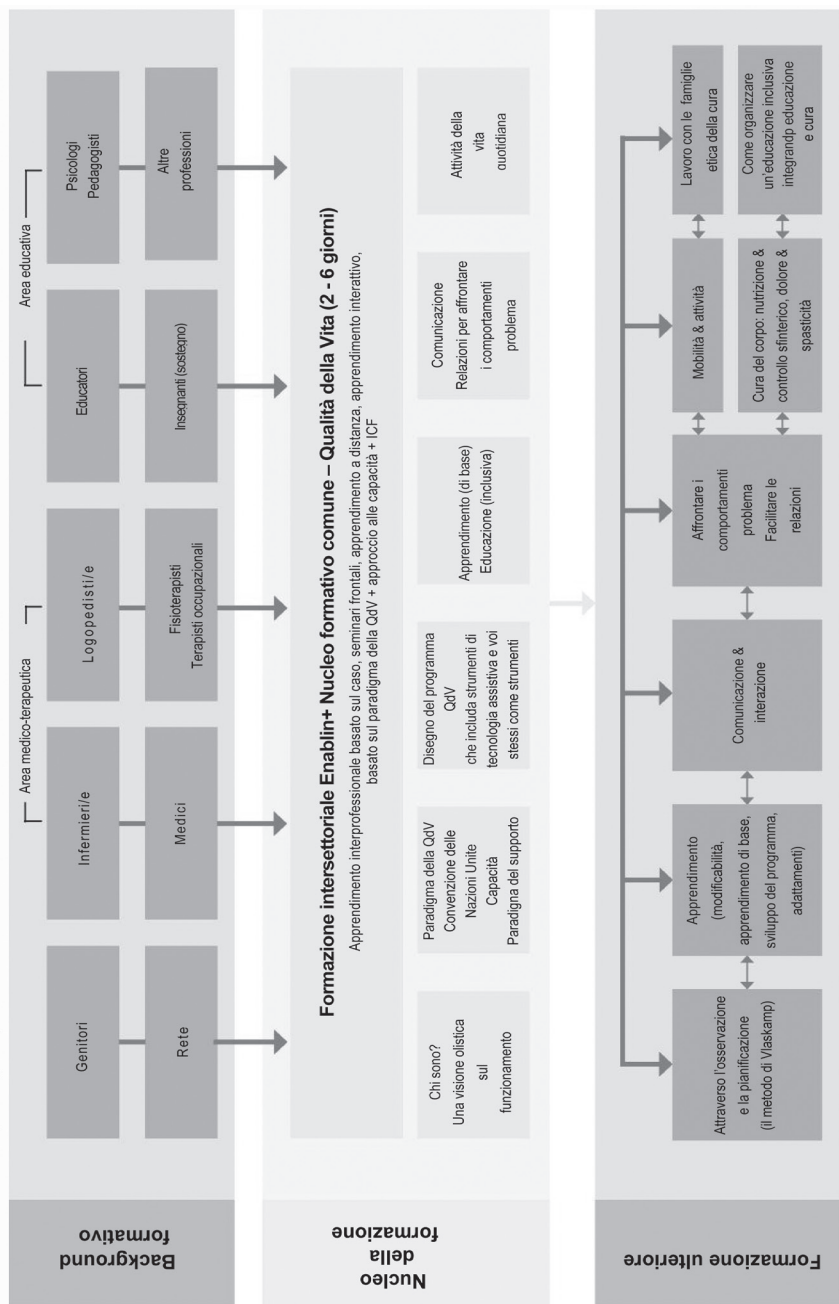 Background
formativo
Area medico-terapeutica
Area educativa
Genitori
Infermieri/e
Logopedisti/e
Educatori
Psicologi
Pedagogisti
Rete
Medici
Fisioterapisti
Terapisti occupazionali
Insegnanti (sostegno)
Altre
professioni
Nucleo
della
formazione
Formazione intersettoriale Enablin+ Nucleo formativo comune – Qualità della Vita (2 - 6 giorni)
Apprendimento interprofessionale basato sul caso, seminari frontali, apprendimento a distanza, apprendimento interattivo,
basato sul paradigma della QdV + approccio alle capacità + ICF
Chi sono?
Una visione olistica
sul
funzionamento
Paradigma della QdV
Convenzione delle
Nazioni Unite
Capacità
Paradigna del supporto
Disegno del programma
QdV
che includa strumenti di
tecnologia assistiva e voi
stessi come strumenti
Apprendimento (di base)
Educazione (inclusiva)
Comunicazione
Relazioni per affrontare
i comportamenti
problema
Attività della
vita
quotidiana
Formazione ulteriore
Attraverso l'osservazione
e la pianificazione
(il metodo di Vlaskamp)
Apprendimento
(modificabilità,
apprendimento di base,
sviluppo del programma,
adattamenti)
Comunicazione &
interazione
Affrontare i
comportamenti
problema
Facilitare le
relazioni
Mobilità & attività
Cura del corpo: nutrizione &
controllo sfinterico, dolore &
spasticità
Lavoro con le famiglie
etica della cura
Come organizzare
un'educazione inclusiva
integrandp educazione
e cura